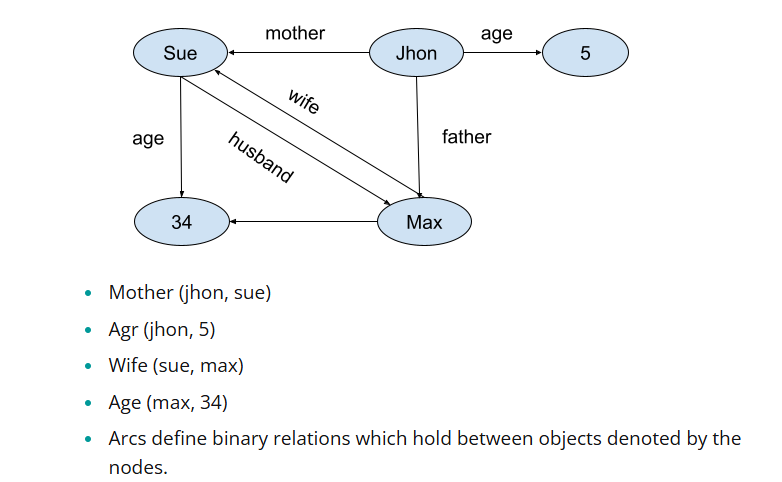 mother
age
Sue
Jhon
5
wife
age
husband
father
34
Max
Mother (jhon, sue)
Agr (jhon, 5)
Wife (sue, max)
Age (max, 34)
Arcs define binary relations which hold between objects denoted by the
nodes.